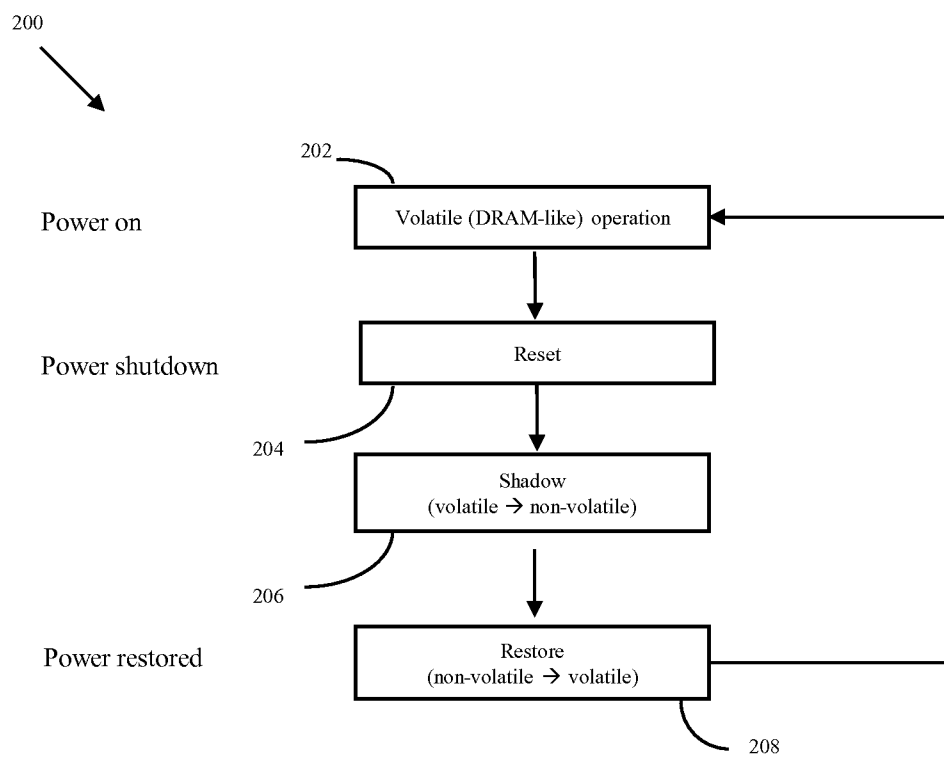 200
202
Power on
Volatile (DRAM-like) operation
Power shutdown
Reset
204
Shadow
(volatile → non-volatile)
206
Power restored
Restore
(non-volatile → volatile)
208